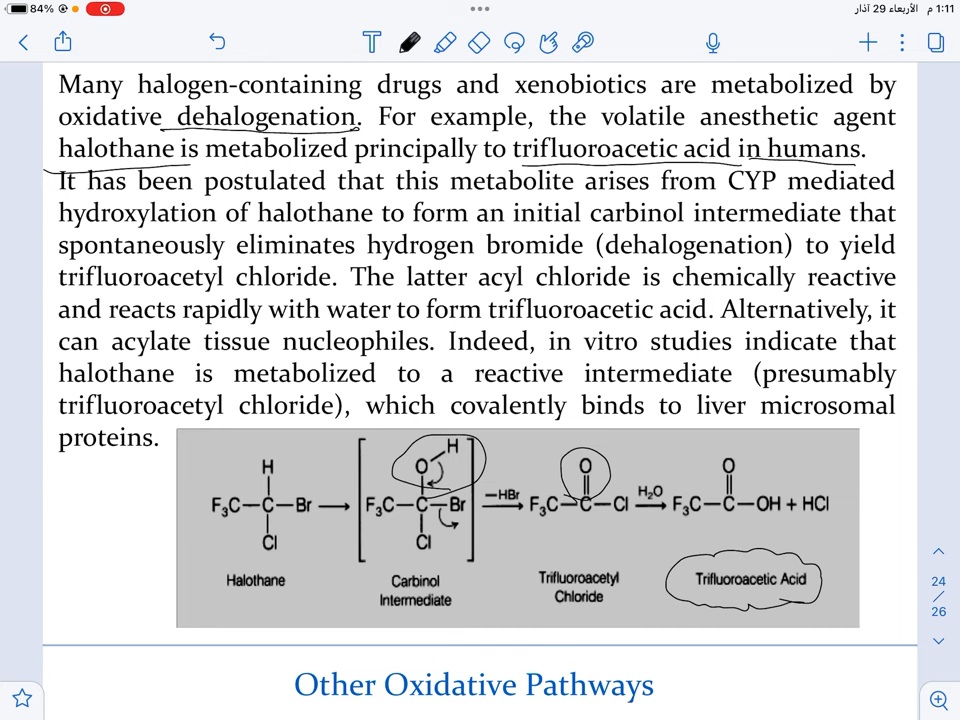 84% الأربعاء 29 آذار 1:11 م
Many halogen-containing drugs and xenobiotics are metabolized by
oxidative dehalogenation. For example, the volatile anesthetic agent
halothane is metabolized principally to trifluoroacetic acid in humans.
It has been postulated that this metabolite arises from CYP mediated
hydroxylation of halothane to form an initial carbinol intermediate that
spontaneously eliminates hydrogen bromide (dehalogenation) to yield
trifluoroacetyl chloride. The latter acyl chloride is chemically reactive
and reacts rapidly with water to form trifluoroacetic acid. Alternatively, it
can acylate tissue nucleophiles. Indeed, in vitro studies indicate that
halothane is metabolized to a reactive intermediate (presumably
trifluoroacetyl chloride), which covalently binds to liver microsomal
proteins.
H H
O O O
F₃C—C—Br F₃C—C—Br —HBr F₃C—C—Cl H₂O F₃C—C—OH + HCl
Cl Cl
Halothane Carbinol Trifluoroacetyl Trifluoroacetic Acid
Intermediate Chloride
24
/
26
Other Oxidative Pathways